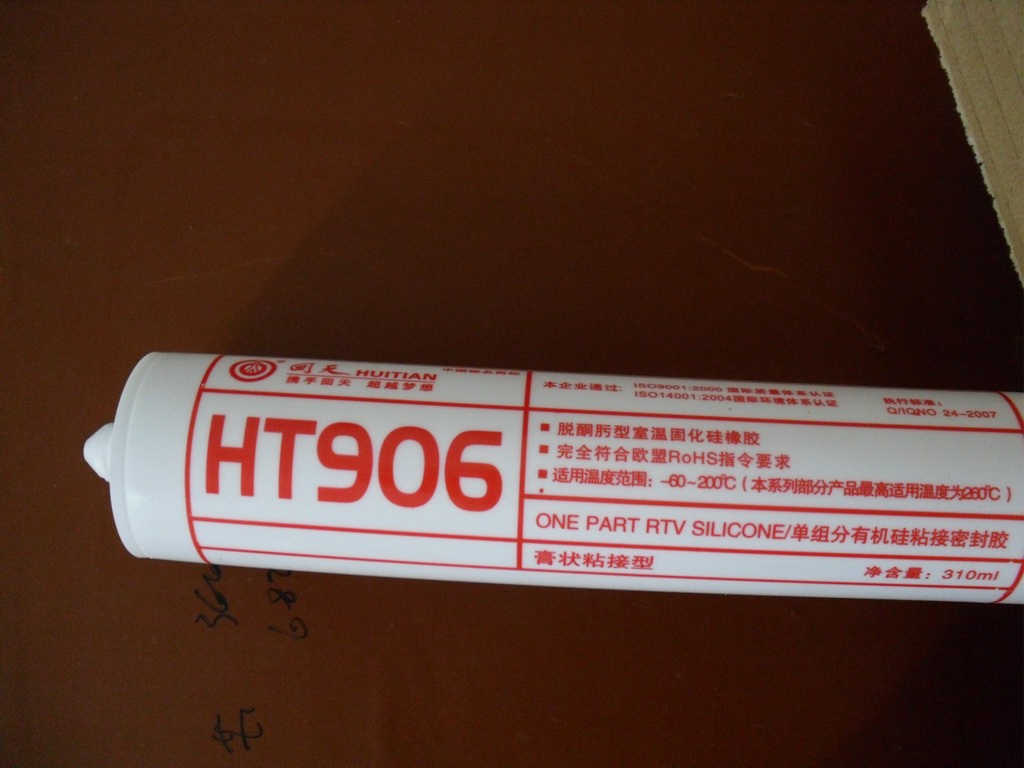 回天 HUITIAN
携手回天 超越梦想
HT906
本企业通过: ISO9001:2000 国际质量体系认证
ISO14001:2004国际环境体系认证
执行标准:
Q/IQNO 24-2007
■ 脱酮肟型室温固化硅橡胶
■ 完全符合欧盟RoHS指令要求
■ 适用温度范围: -60~200℃ (本系列部分产品最高适用温度为260℃)
ONE PART RTV SILICONE/单组分有机硅粘接密封胶
膏状粘接型
净含量: 310ml